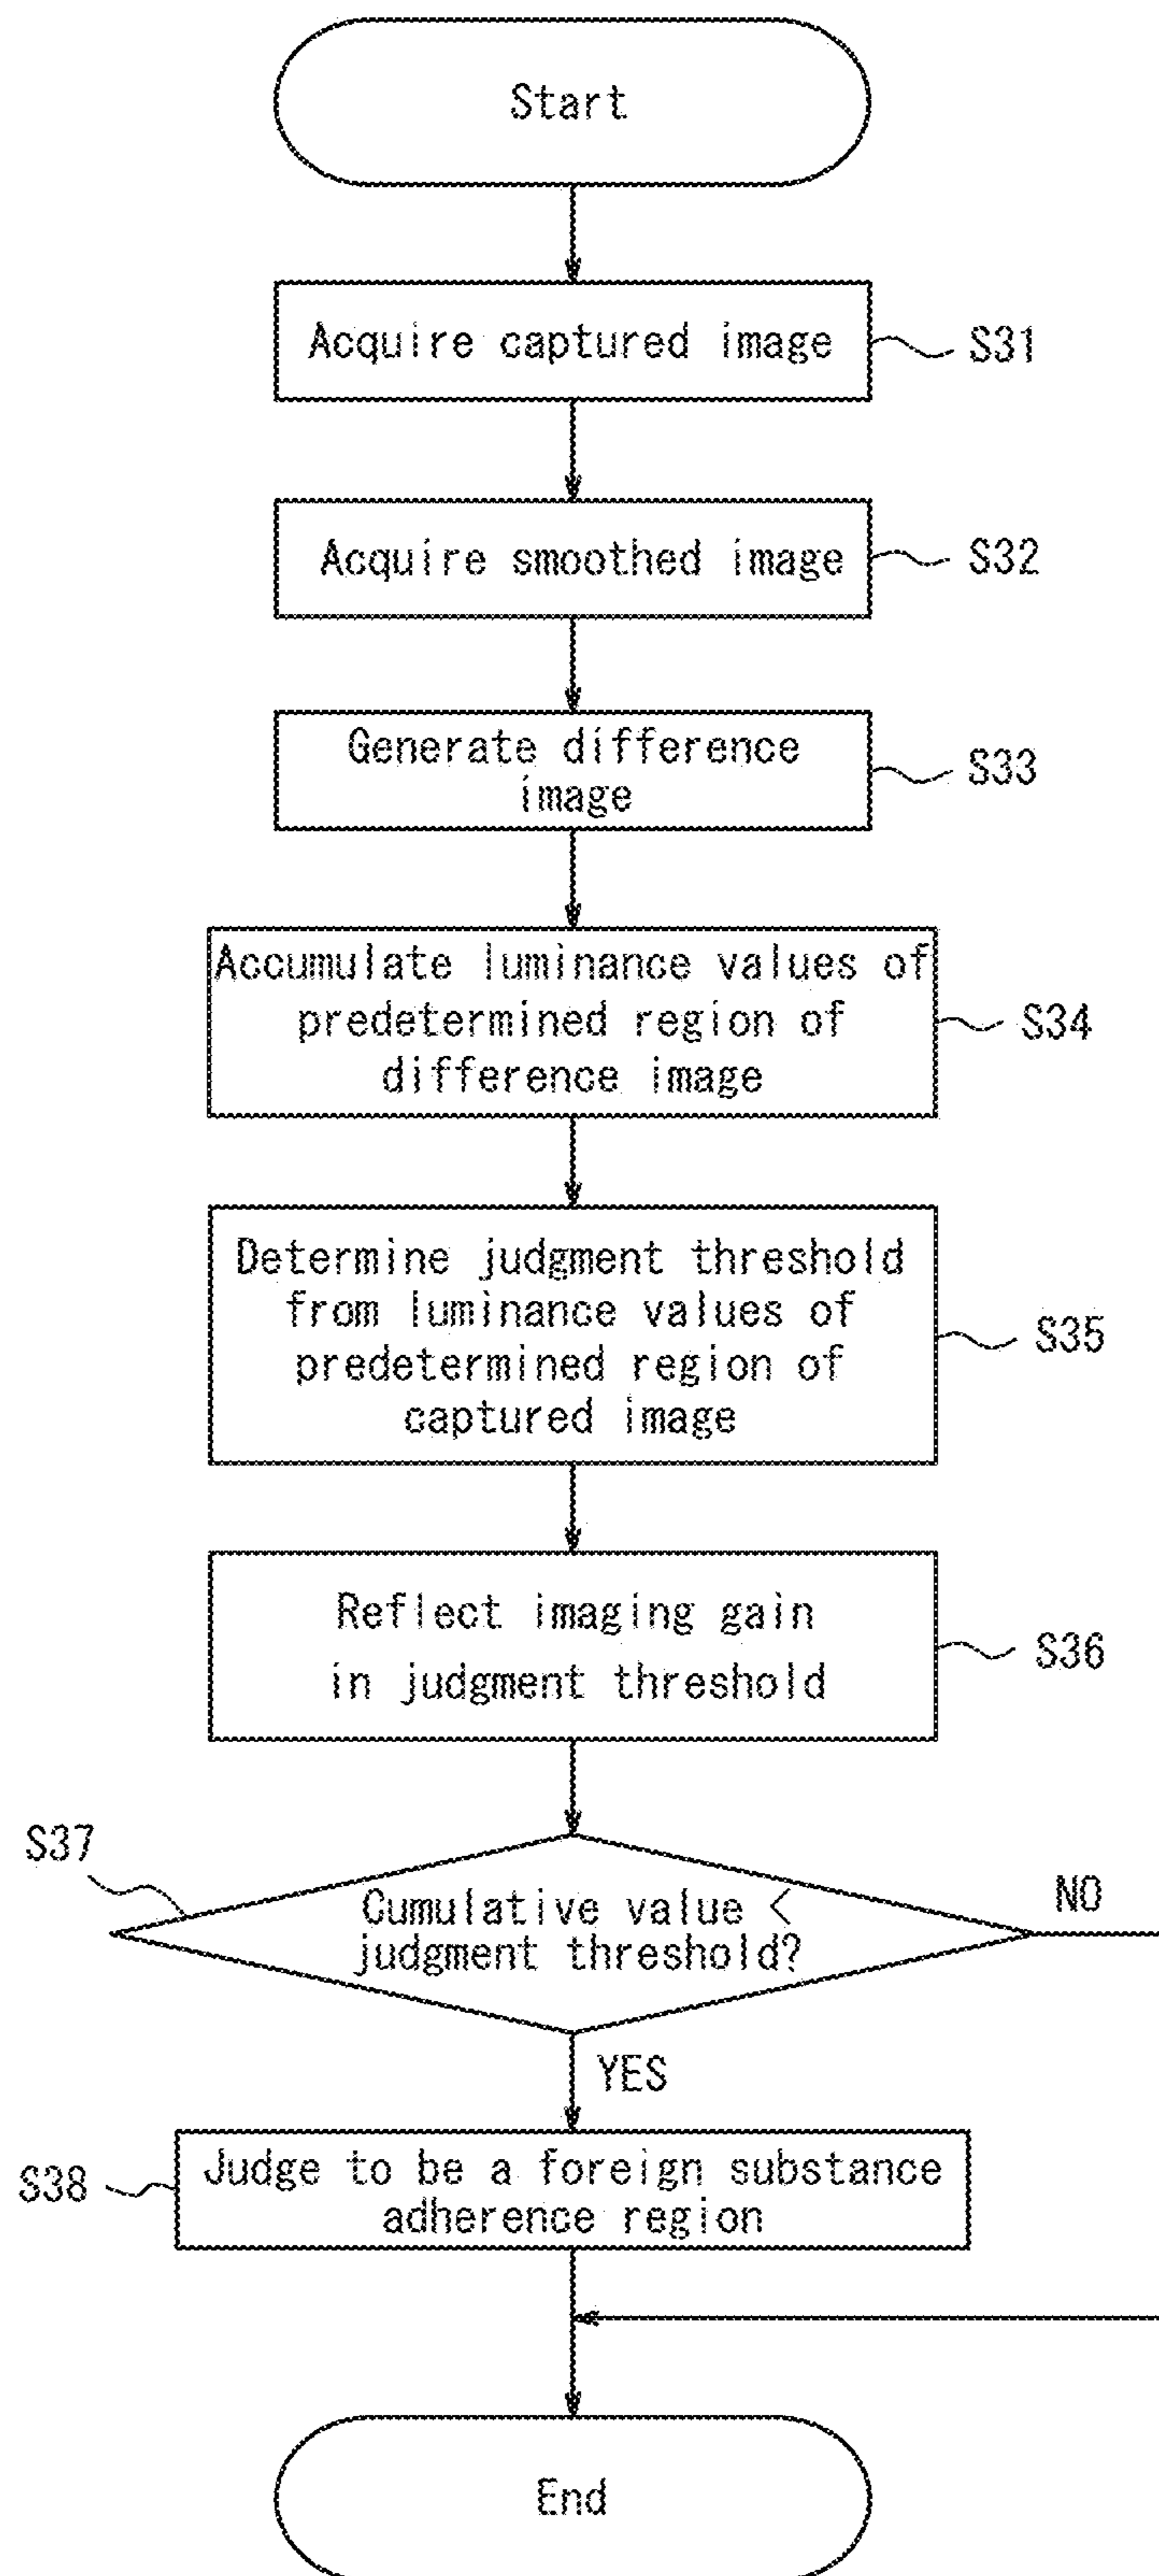 Start
Acquire captured image
S31
Acquire smoothed image
S32
Generate difference
image
S33
Accumulate luminance values of
predetermined region of
difference image
S34
Determine judgment threshold
from luminance values of
predetermined region of
captured image
S35
Reflect imaging gain
in judgment threshold
S36
S37
Cumulative value <
judgment threshold?
NO
YES
S38
Judge to be a foreign substance
adherence region
End